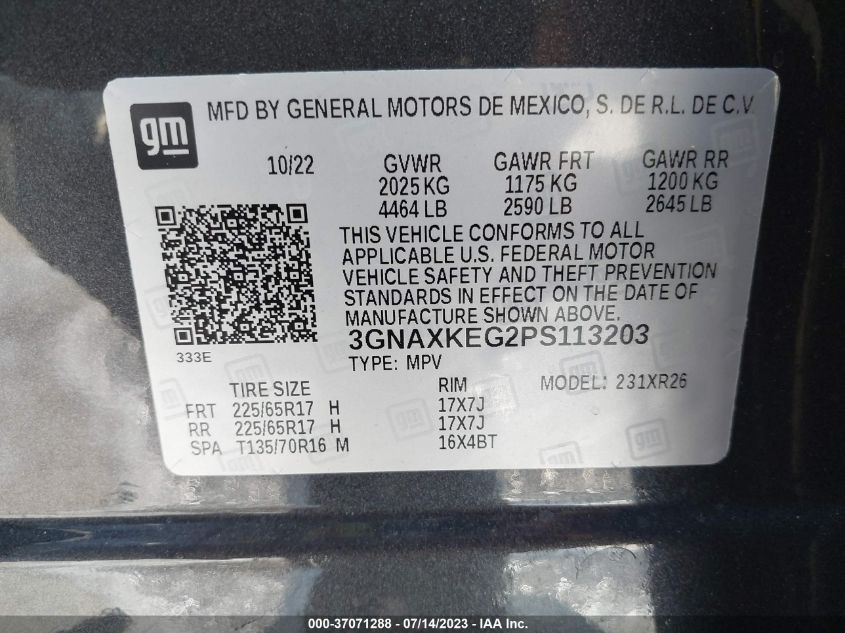 gm
MFD BY GENERAL MOTORS DE MEXICO, S. DE R.L. DE C.V.
10/22 GVWR GAWR FRT GAWR RR
2025 KG 1175 KG 1200 KG
4464 LB 2590 LB 2645 LB
THIS VEHICLE CONFORMS TO ALL
APPLICABLE U.S. FEDERAL MOTOR
VEHICLE SAFETY AND THEFT PREVENTION
STANDARDS IN EFFECT ON THE DATE OF
MANUFACTURE SHOWN ABOVE.
3GNAXKEG2PS113203
333E
TYPE: MPV
TIRE SIZE RIM MODEL: 231XR26
FRT 225/65R17 H 17X7J
RR 225/65R17 H 17X7J
SPA T135/70R16 M 16X4BT
000-37071288 - 07/14/2023 - IAA Inc.